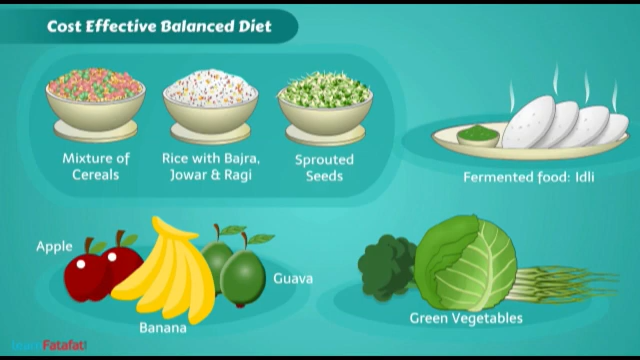 Cost Effective Balanced Diet
Mixture of
Cereals
Rice with Bajra,
Jowar & Ragi
Sprouted
Seeds
Fermented food: Idli
Apple
Banana
Guava
Green Vegetables
LearnFatafat